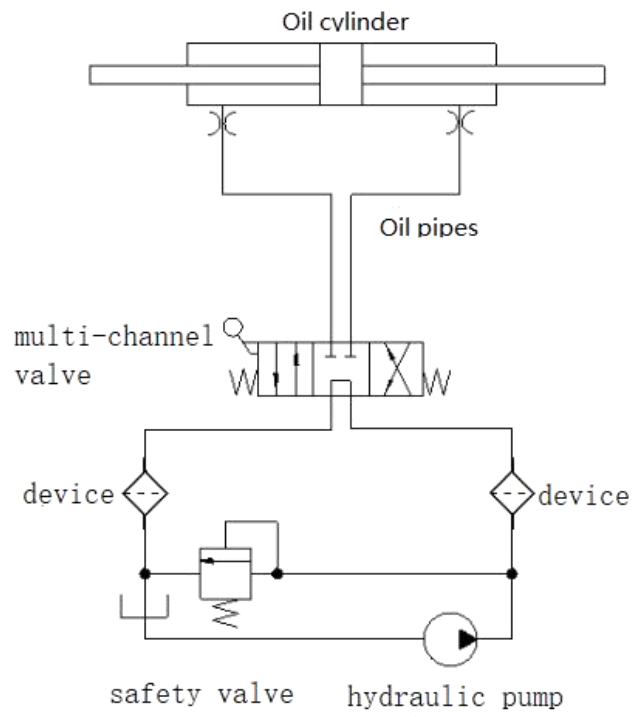 Oil cylinder
Oil pipes
multi-channel
valve
device
device
safety valve
hydraulic pump